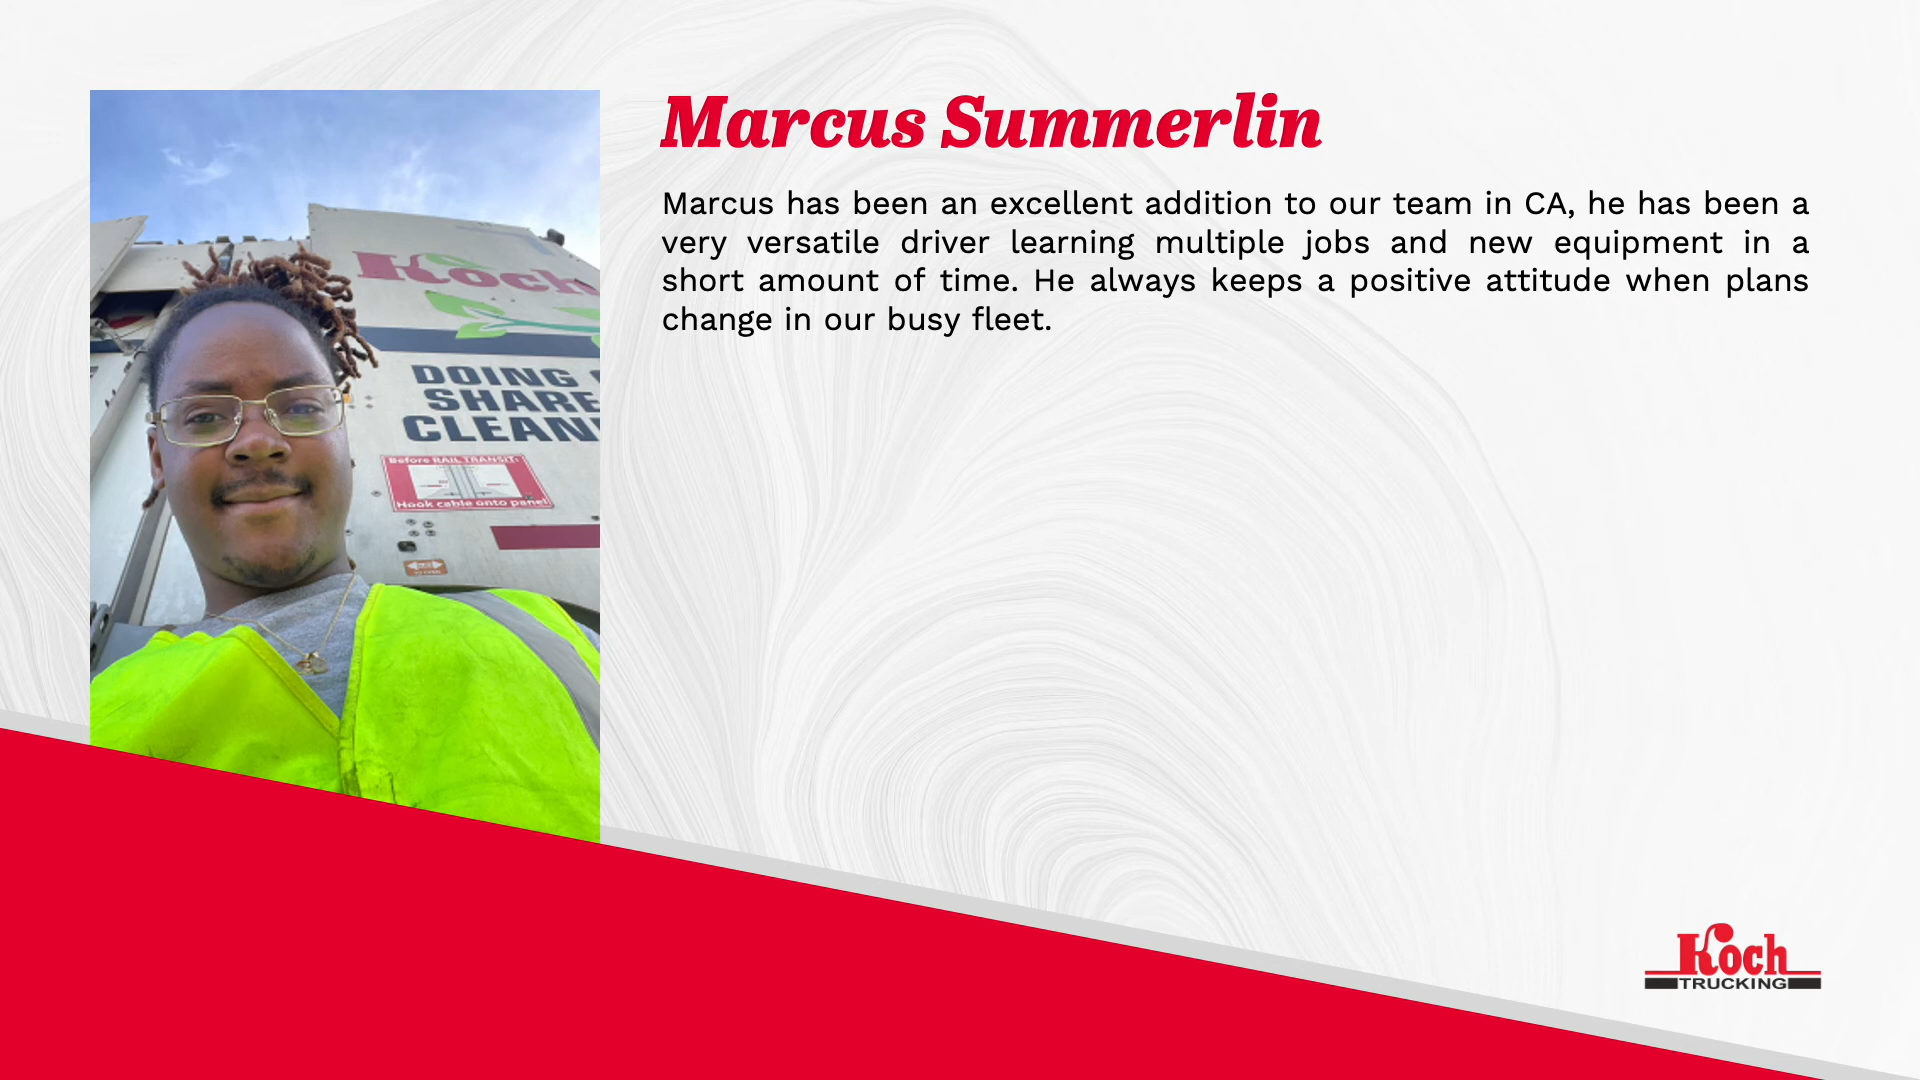 Marcus Summerlin
Marcus has been an excellent addition to our team in CA, he has been a
very versatile driver learning multiple jobs and new equipment in a
short amount of time. He always keeps a positive attitude when plans
change in our busy fleet.
Koch
DOING
SHARE
CLEAN
Before RAIL TRANSIT:
Hook cable onto panel
Koch
TRUCKING